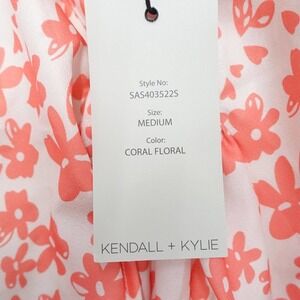 Style No:
SAS403522S
Size:
MEDIUM
Color:
CORAL FLORAL
KENDALL + KYLIE